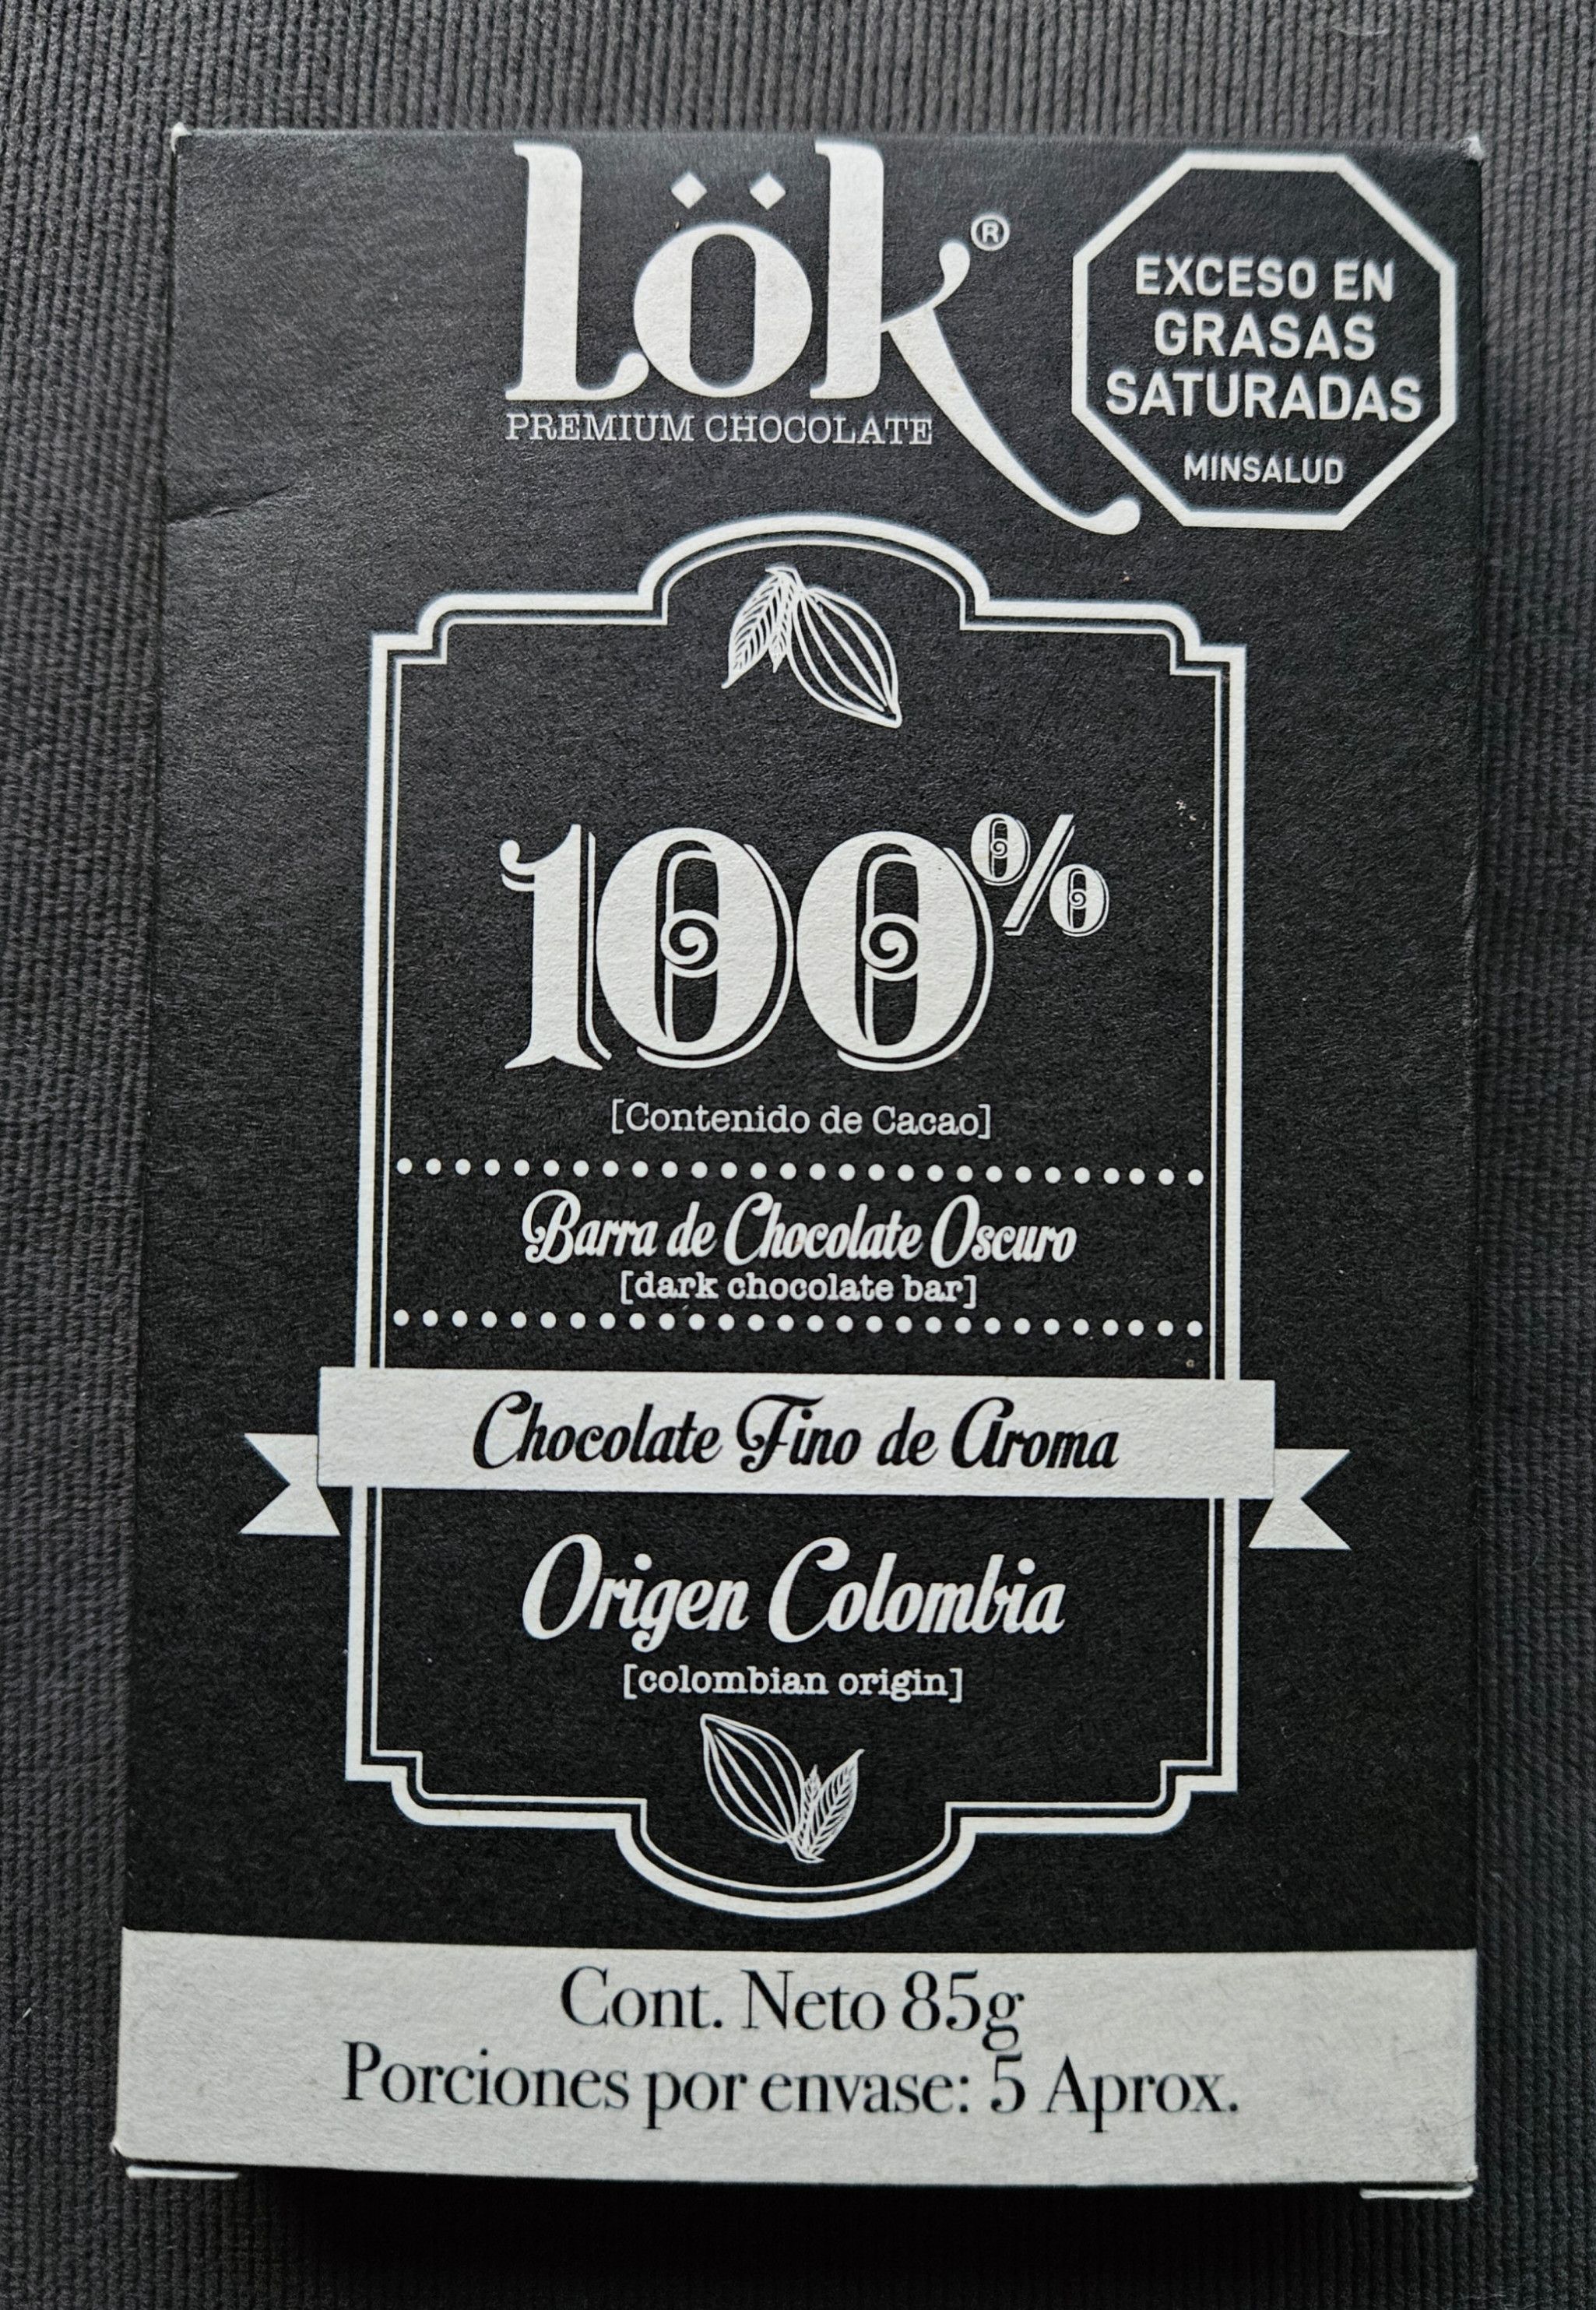 lök®
PREMIUM CHOCOLATE
EXCESO EN
GRASAS
SATURADAS
MINSALUD
100%
[Contenido de Cacao]
Barra de Chocolate Oscuro
[dark chocolate bar]
Chocolate Fino de Aroma
Origen Colombia
[colombian origin]
Cont. Neto 85g
Porciones por envase: 5 Aprox.